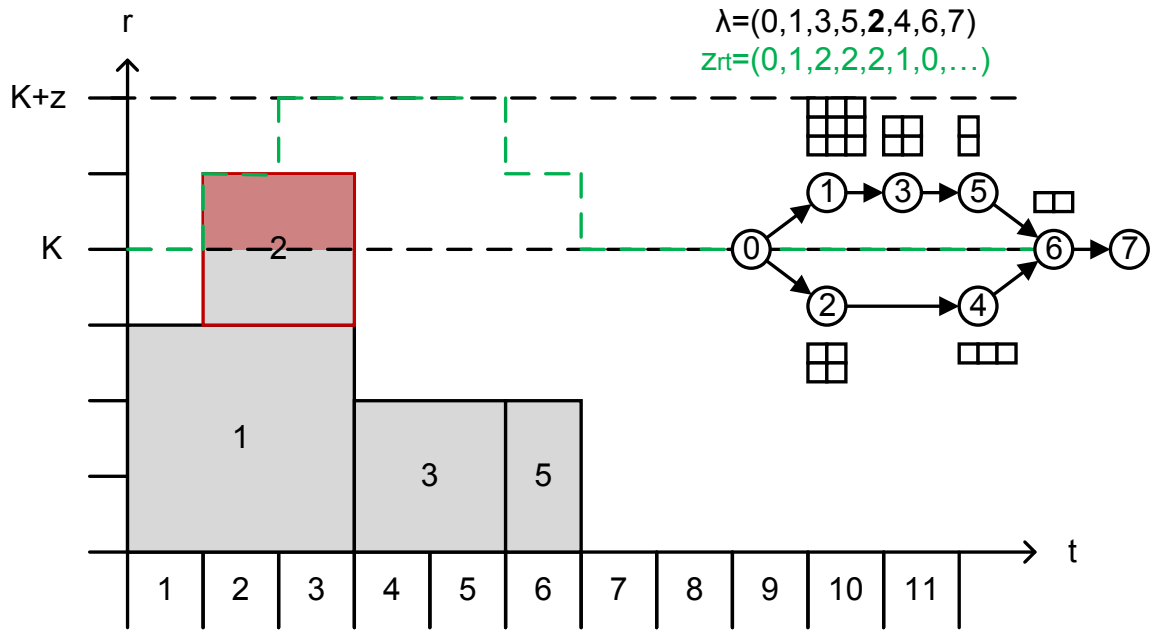 r
λ=(0,1,3,5,2,4,6,7)
zrt=(0,1,2,2,2,1,0,...)
K+z
K
2
1
3
5
0
1
3
5
2
4
6
7
t
1 2 3 4 5 6 7 8 9 10 11